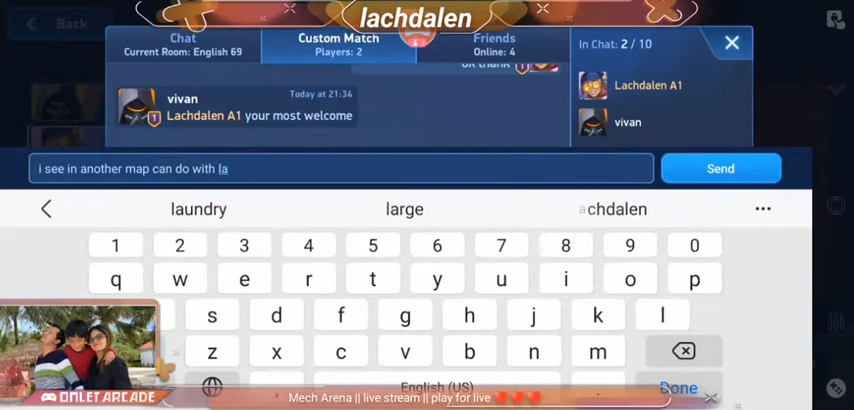 lachdalen
Back
Chat
Current Room: English 69
Custom Match
Players: 2
Friends
Online: 4
In Chat: 2 / 10
Lachdalen A1
vivan
vivan
Today at 21:34
1
Lachdalen A1 your most welcome
i see in another map can do with la
Send
laundry large achdalen
1 2 3 4 5 6 7 8 9 0
q w e r t y u i o p
s d f g h j k l
z x c v b n m
English (US)
Done
OMLET ARCADE
Mech Arena || live stream || play for live ❤️❤️❤️